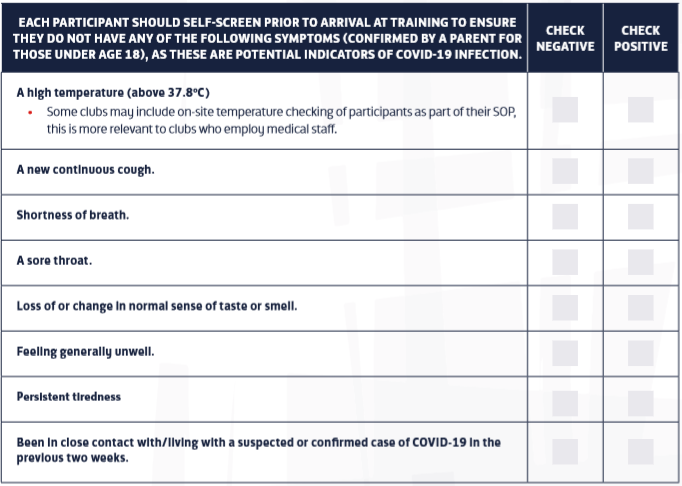 EACH PARTICIPANT SHOULD SELF-SCREEN PRIOR TO ARRIVAL AT TRAINING TO ENSURE
THEY DO NOT HAVE ANY OF THE FOLLOWING SYMPTOMS (CONFIRMED BY A PARENT FOR
THOSE UNDER AGE 18), AS THESE ARE POTENTIAL INDICATORS OF COVID-19 INFECTION.
CHECK
NEGATIVE
CHECK
POSITIVE
A high temperature (above 37.8ºC)
• Some clubs may include on-site temperature checking of participants as part of their SOP,
this is more relevant to clubs who employ medical staff.
A new continuous cough.
Shortness of breath.
A sore throat.
Loss of or change in normal sense of taste or smell.
Feeling generally unwell.
Persistent tiredness
Been in close contact with/living with a suspected or confirmed case of COVID-19 in the
previous two weeks.